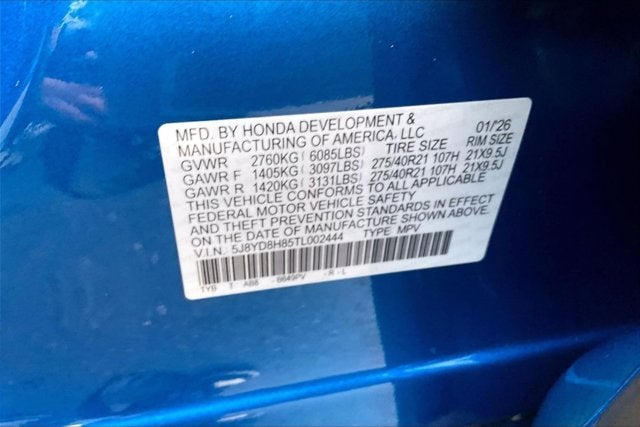 MFD. BY HONDA DEVELOPMENT &
MANUFACTURING OF AMERICA, LLC 01/'26
GVWR 2760KG (6085LBS) TIRE SIZE RIM SIZE
GAWR F 1405KG (3097LBS) 275/40R21 107H 21X9.5J
GAWR R 1420KG (3131LBS) 275/40R21 107H 21X9.5J
THIS VEHICLE CONFORMS TO ALL APPLICABLE
FEDERAL MOTOR VEHICLE SAFETY
AND THEFT PREVENTION STANDARDS IN EFFECT
ON THE DATE OF MANUFACTURE SHOWN ABOVE.
V.I.N. 5J8YD8H85TL002444 TYPE MPV
TYB T AB8 - B649PV - R - L